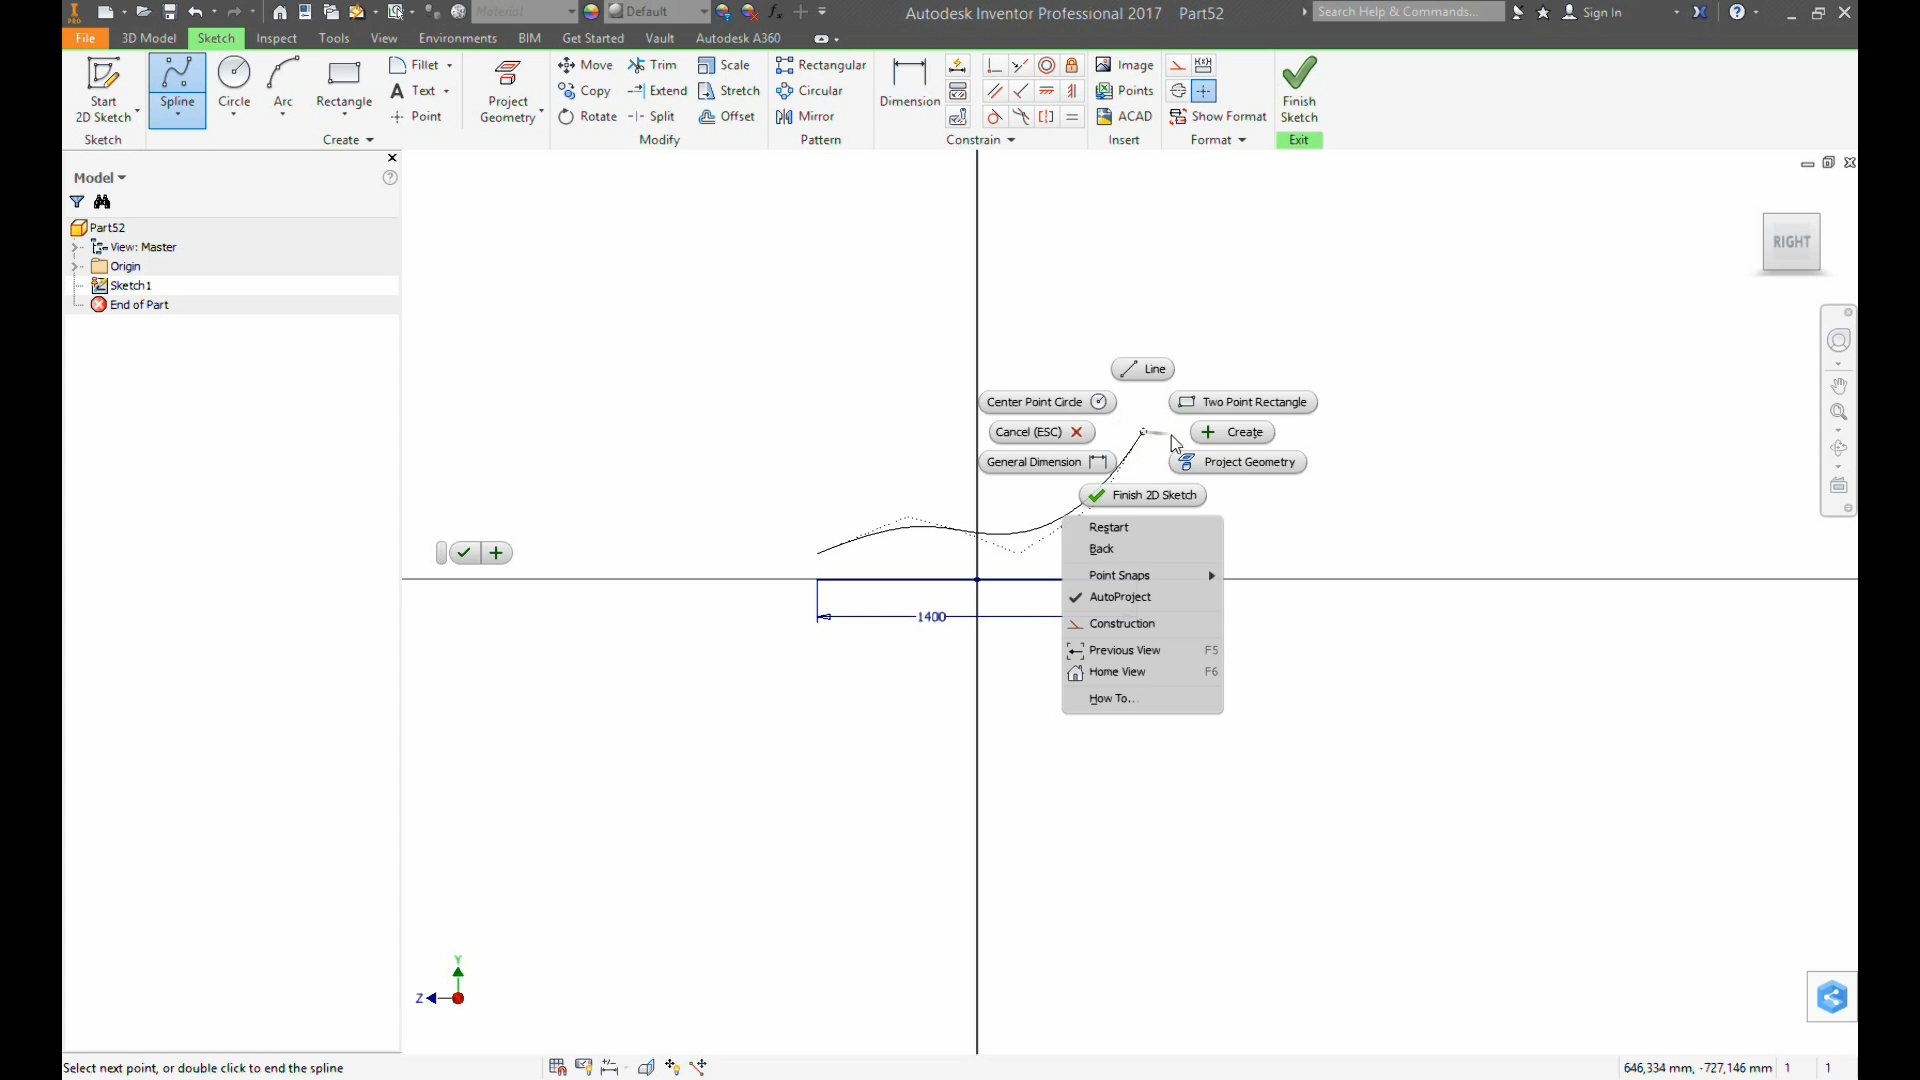 Material
Default
Autodesk Inventor Professional 2017 Part52
Search Help & Commands...
Sign In
PRO
File
3D Model
Sketch
Inspect
Tools
View
Environments
BIM
Get Started
Vault
Autodesk A360
Start
2D Sketch
Spline
Circle
Arc
Rectangle
Fillet
Text
Point
Project
Geometry
Move
Copy
Rotate
Trim
Extend
Split
Scale
Stretch
Offset
Rectangular
Circular
Mirror
Dimension
Image
Points
ACAD
Show Format
Finish
Sketch
Sketch
Create
Modify
Pattern
Constrain
Insert
Format
Exit
Model
Part52
View: Master
Origin
Sketch1
End of Part
RIGHT
Line
Center Point Circle
Two Point Rectangle
Cancel (ESC)
Create
General Dimension
Project Geometry
Finish 2D Sketch
Restart
Back
Point Snaps
AutoProject
Construction
Previous View F5
Home View F6
How To...
1400
Y
Z
Select next point, or double click to end the spline
646,334 mm, -727,146 mm 1 1